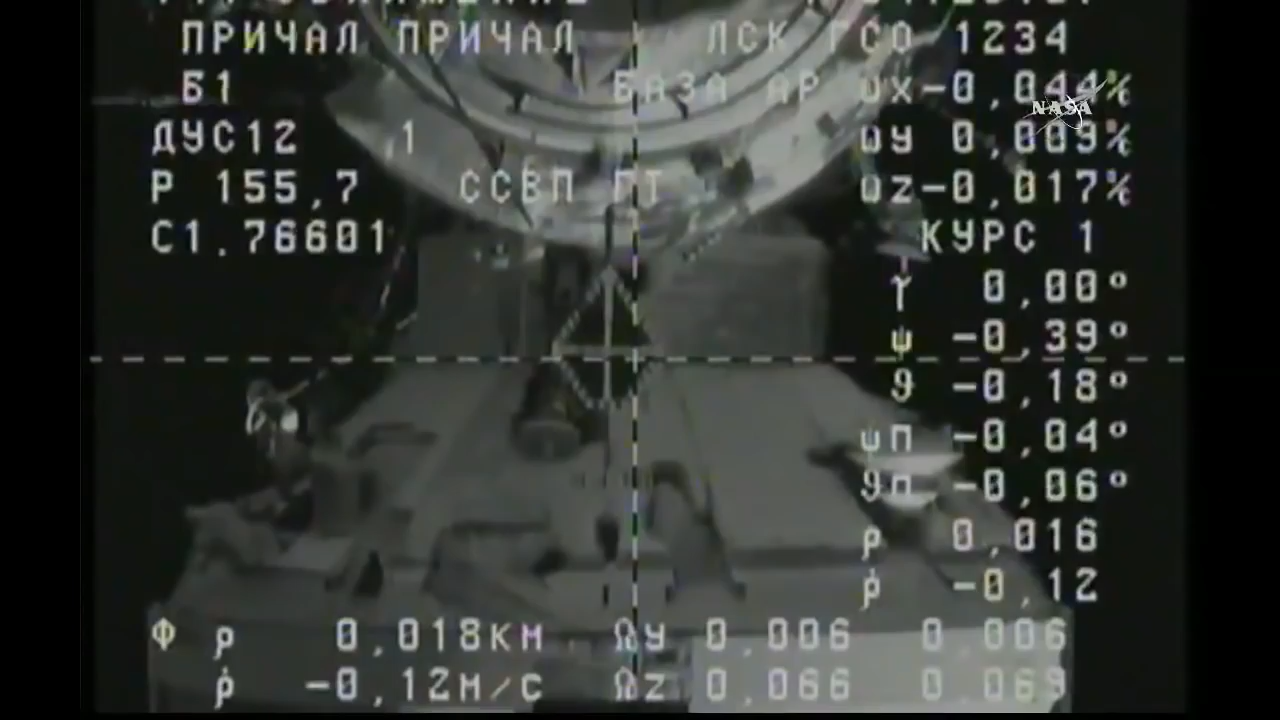 ПРИЧАЛ ПРИЧАЛ ЛСК ГСО 1234
Б1 БАЗА АР ωX-0,044%
NASA
ДУС12 ,1 ωY 0,009%
Р 155,7 ССВП ГТ ωZ-0,017%
С1.76601 КУРС 1
γ 0,00°
ψ -0,39°
ϑ -0,18°
ψП -0,04°
ϑП -0,06°
ρ 0,016
ρ̇ -0,12
Ф ρ 0,018КМ ΩY 0,006 0,006
ρ̇ -0,12М/С ΩZ 0,066 0,069